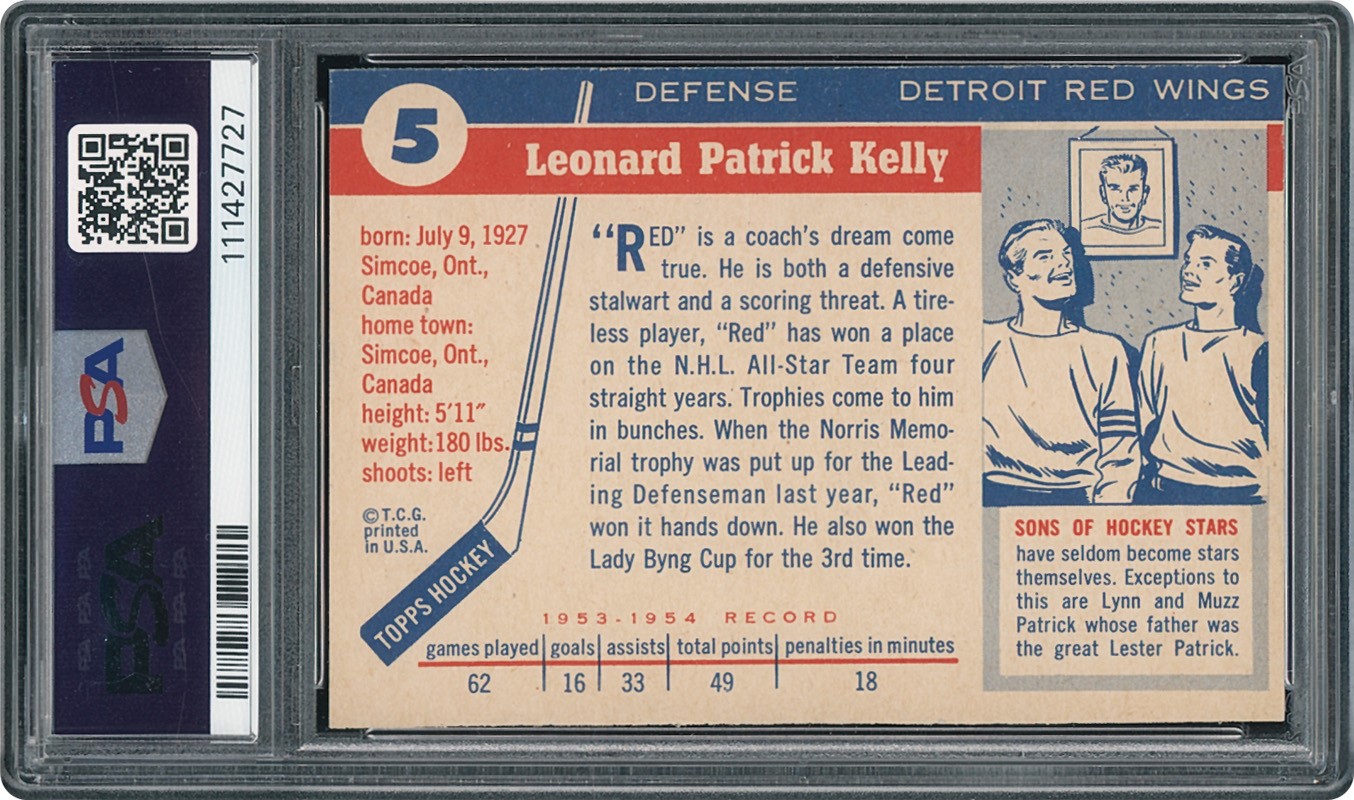 PSA
111427727
PSA
5
DEFENSE
DETROIT RED WINGS
Leonard Patrick Kelly
born: July 9, 1927
Simcoe, Ont.,
Canada
home town:
Simcoe, Ont.,
Canada
height: 5'11"
weight: 180 lbs.
shoots: left
© T.C.G.
printed
in U.S.A.
TOPPS HOCKEY
“RED” is a coach's dream come
true. He is both a defensive
stalwart and a scoring threat. A tire-
less player, “Red” has won a place
on the N.H.L. All-Star Team four
straight years. Trophies come to him
in bunches. When the Norris Memo-
rial trophy was put up for the Lead-
ing Defenseman last year, “Red”
won it hands down. He also won the
Lady Byng Cup for the 3rd time.
1953-1954 RECORD
games played goals assists total points penalties in minutes
62 16 33 49 18
SONS OF HOCKEY STARS
have seldom become stars
themselves. Exceptions to
this are Lynn and Muzz
Patrick whose father was
the great Lester Patrick.